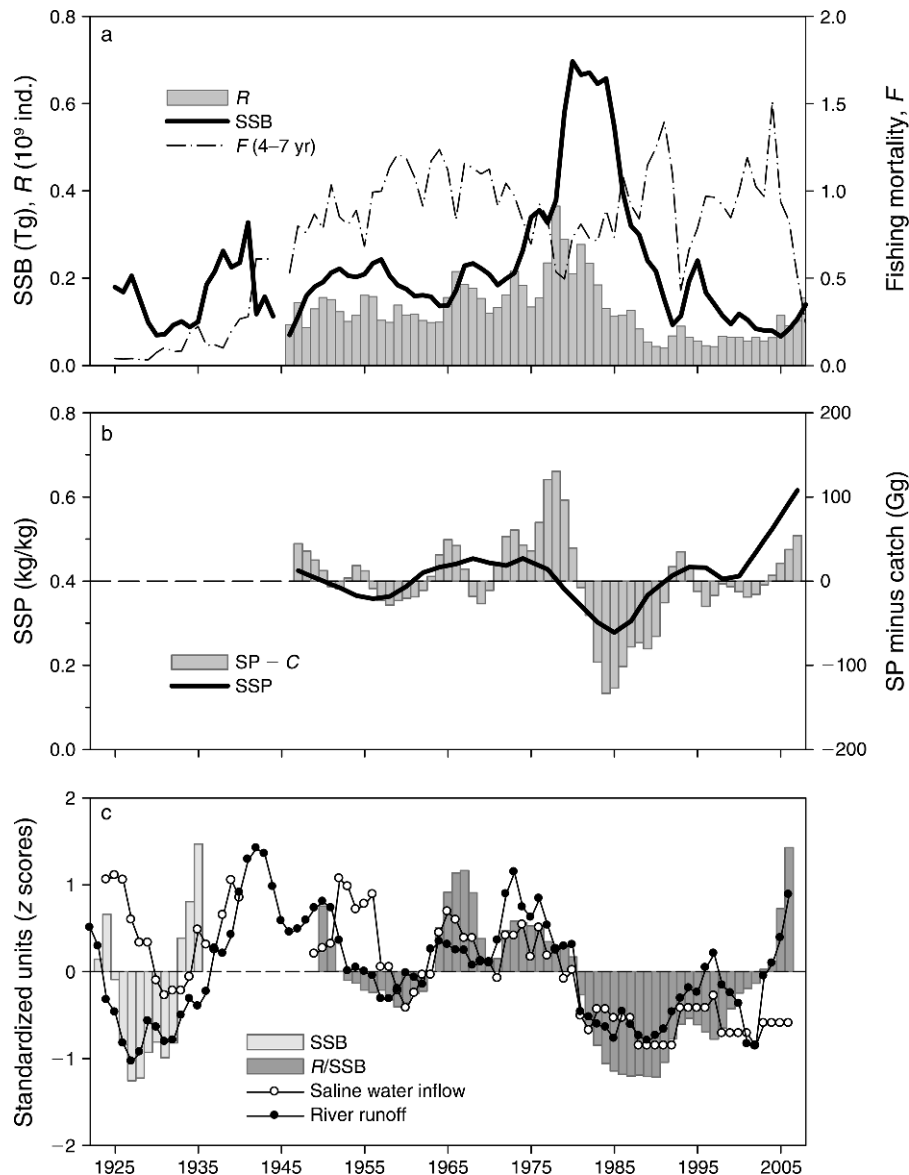 a
0.8
0.6
0.4
0.2
0.0
SSB (Tg), R (10⁹ ind.)
2.0
1.5
1.0
0.5
0.0
Fishing mortality, F
R
SSB
F (4–7 yr)
b
0.8
0.6
0.4
0.2
0.0
SSP (kg/kg)
200
100
0
−100
−200
SP minus catch (Gg)
SP − C
SSP
c
2
1
0
−1
−2
Standardized units (z scores)
SSB
R/SSB
Saline water inflow
River runoff
1925 1935 1945 1955 1965 1975 1985 1995 2005